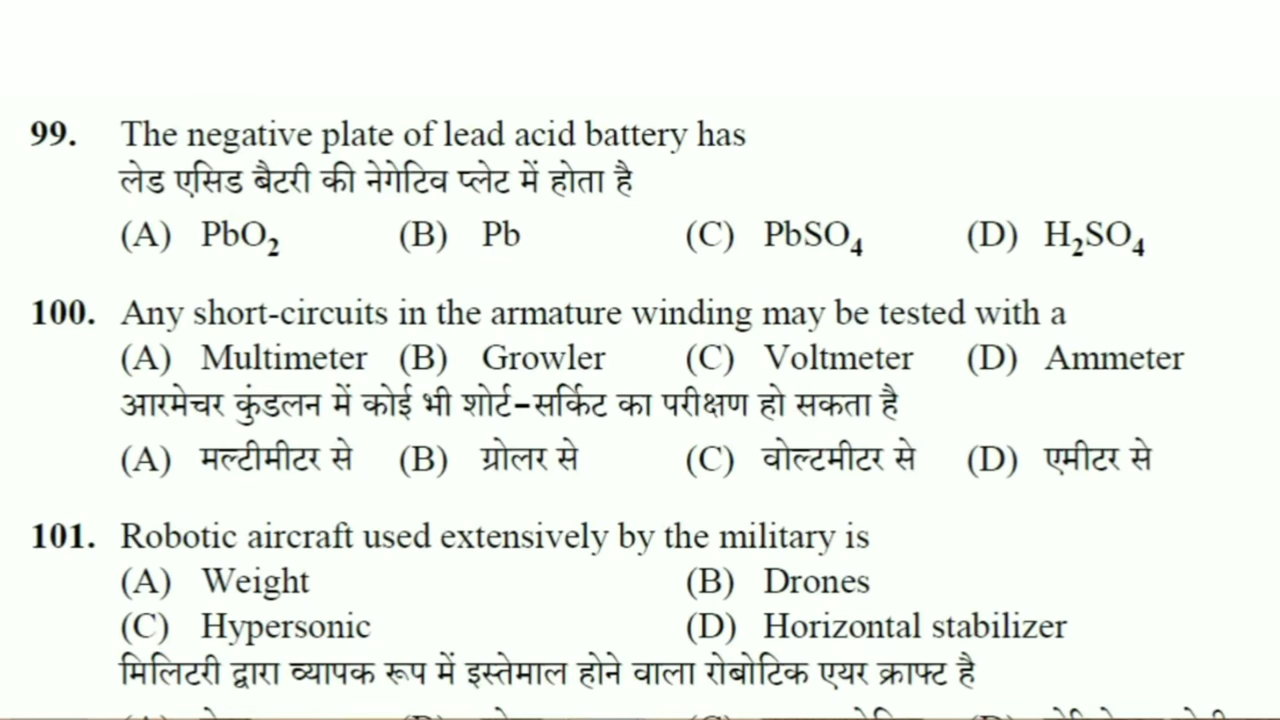 99. The negative plate of lead acid battery has
लेड एसिड बैटरी की नेगेटिव प्लेट में होता है
(A) PbO₂ (B) Pb (C) PbSO₄ (D) H₂SO₄
100. Any short-circuits in the armature winding may be tested with a
(A) Multimeter (B) Growler (C) Voltmeter (D) Ammeter
आरमेचर कुंडलन में कोई भी शोर्ट-सर्किट का परीक्षण हो सकता है
(A) मल्टीमीटर से (B) ग्रोलर से (C) वोल्टमीटर से (D) एमीटर से
101. Robotic aircraft used extensively by the military is
(A) Weight (B) Drones
(C) Hypersonic (D) Horizontal stabilizer
मिलिटरी द्वारा व्यापक रूप में इस्तेमाल होने वाला रोबोटिक एयर क्राफ्ट है